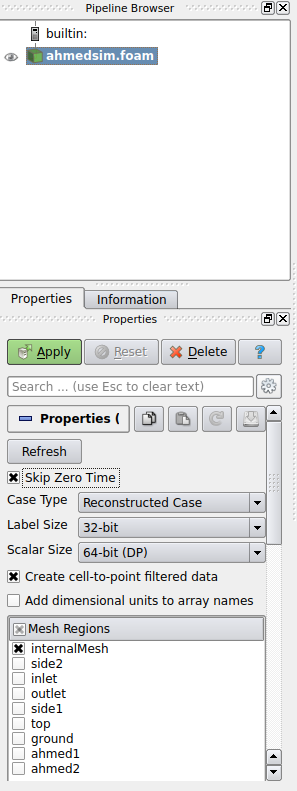 Pipeline Browser
builtin:
ahmedsim.foam
Properties Information
Properties
Apply Reset Delete ?
Search ... (use Esc to clear text)
Properties (
Refresh
Skip Zero Time
Case Type Reconstructed Case
Label Size 32-bit
Scalar Size 64-bit (DP)
Create cell-to-point filtered data
Add dimensional units to array names
Mesh Regions
internalMesh
side2
inlet
outlet
side1
top
ground
ahmed1
ahmed2